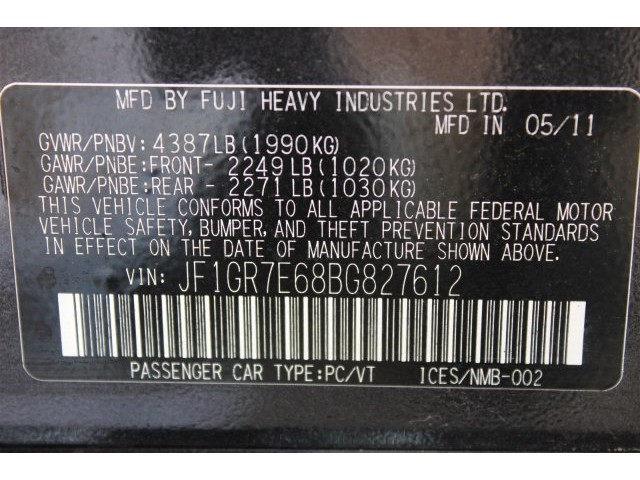 MFD BY FUJI HEAVY INDUSTRIES LTD.
MFD IN 05/11
GVWR/PNBV: 4387LB(1990KG)
GAWR/PNBE:FRONT- 2249LB(1020KG)
GAWR/PNBE:REAR - 2271LB(1030KG)
THIS VEHICLE CONFORMS TO ALL APPLICABLE FEDERAL MOTOR
VEHICLE SAFETY, BUMPER, AND THEFT PREVENTION STANDARDS
IN EFFECT ON THE DATE OF MANUFACTURE SHOWN ABOVE.
VIN: JF1GR7E68BG827612
PASSENGER CAR TYPE:PC/VT ICES/NMB-002